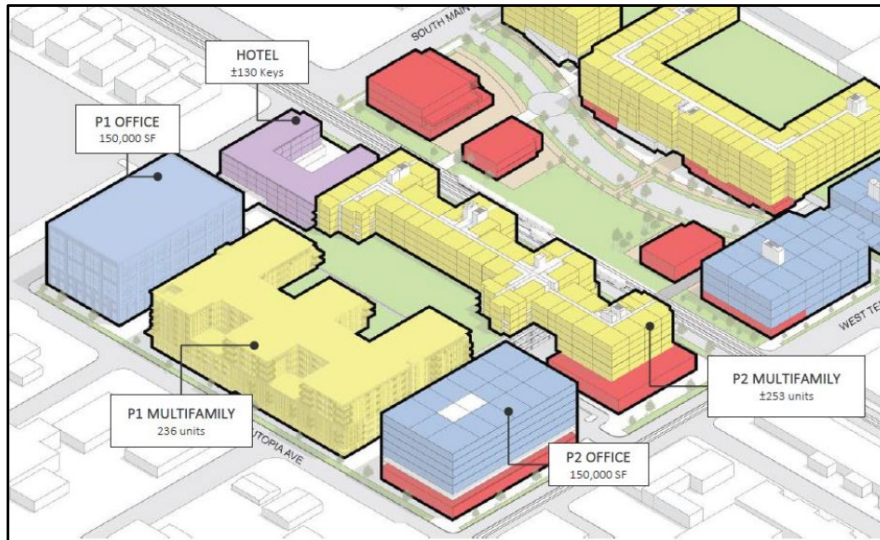 SOUTH MAIN
HOTEL
±130 Keys
P1 OFFICE
150,000 SF
WEST TE
P2 MULTIFAMILY
±253 units
P1 MULTIFAMILY
236 units
UTOPIA AVE
P2 OFFICE
150,000 SF